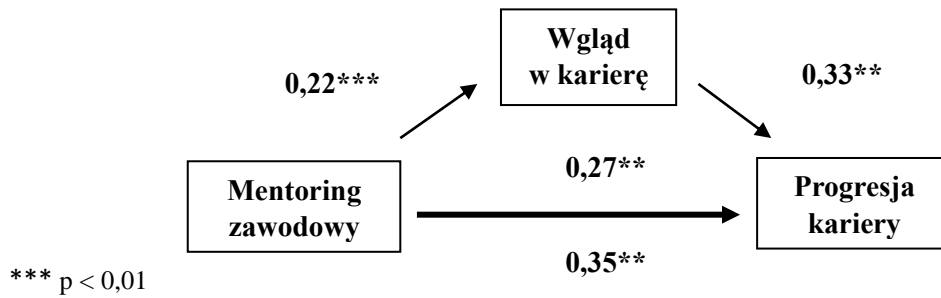 Wgląd
w karierę
0,22***
0,33**
Mentoring
zawodowy
0,27**
0,35**
Progresja
kariery
*** p < 0,01